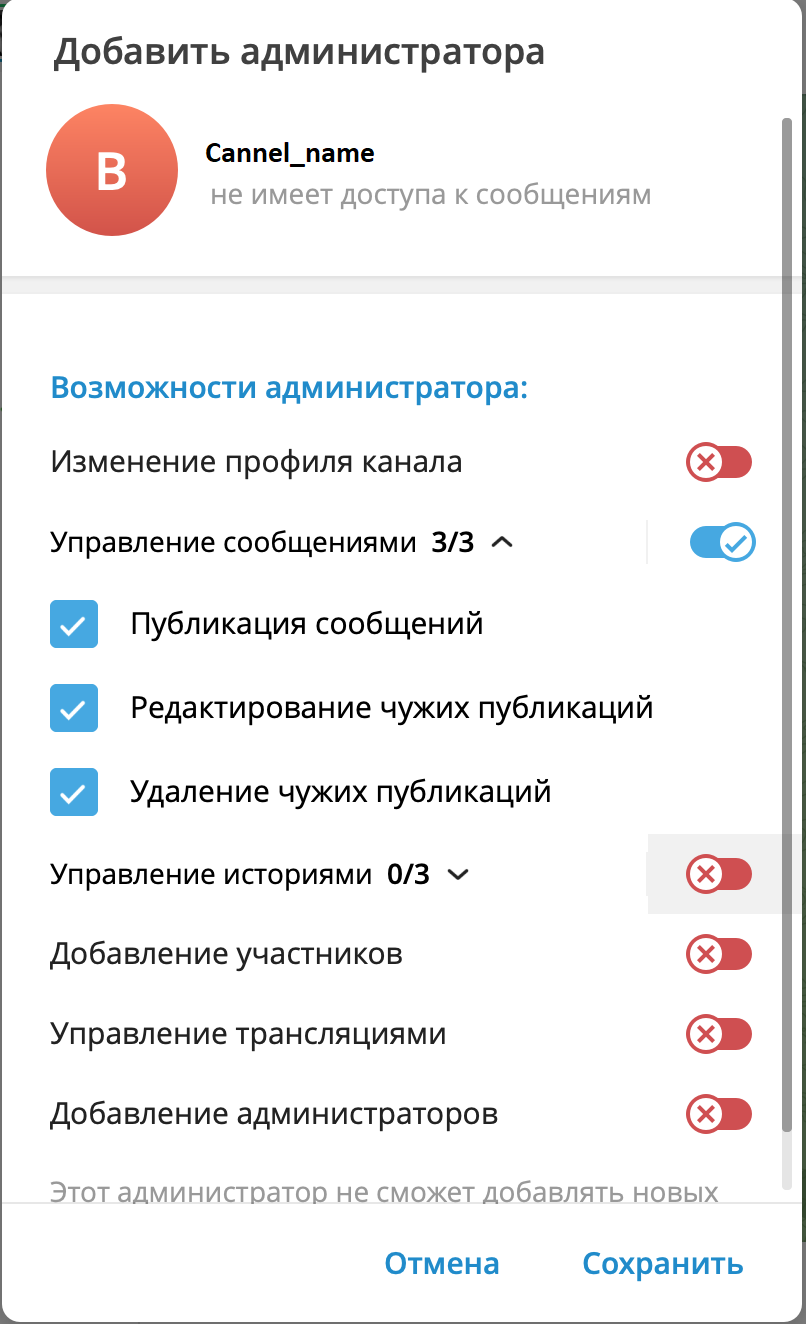 Добавить администратора
B
Cannel_name
не имеет доступа к сообщениям
Возможности администратора:
Изменение профиля канала
Управление сообщениями 3/3
Публикация сообщений
Редактирование чужих публикаций
Удаление чужих публикаций
Управление историями 0/3
Добавление участников
Управление трансляциями
Добавление администраторов
Этот администратор не сможет добавлять новых
Отмена Сохранить